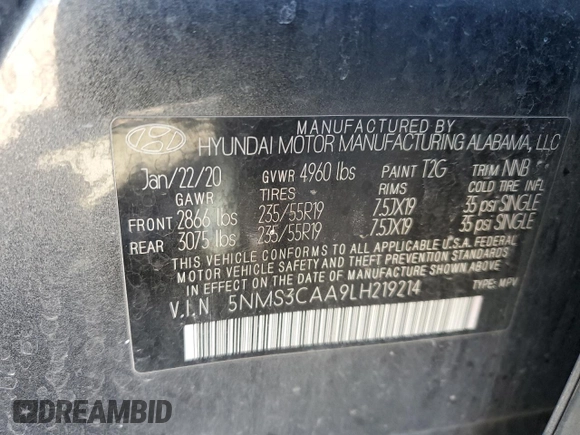 MANUFACTURED BY
HYUNDAI MOTOR MANUFACTURING ALABAMA, LLC
Jan/22/20 GVWR 4960 lbs PAINT T2G TRIM NNB
GAWR TIRES RIMS COLD TIRE INFL
FRONT 2866 lbs 235/55R19 7.5JX19 35 psi SINGLE
REAR 3075 lbs 235/55R19 7.5JX19 35 psi SINGLE
THIS VEHICLE CONFORMS TO ALL APPLICABLE U.S.A. FEDERAL
MOTOR VEHICLE SAFETY AND THEFT PREVENTION STANDARDS
IN EFFECT ON THE DATE OF MANUFACTURE SHOWN ABOVE.
V.I.N 5NMS3CAA9LH219214 TYPE: MPV
DREAMBID